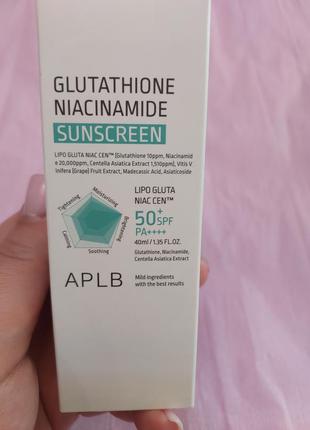 GLUTATHIONE
NIACINAMIDE
SUNSCREEN
LIPO GLUTA NIAC CEN™ [Glutathione 10ppm, Niacinamid
e 20,000ppm, Centella Asiatica Extract 1,510ppm], Vitis V
inifera (Grape) Fruit Extract, Madecassic Acid, Asiaticoside
Moisturizing
Tightening
Brightening
Calming
Soothing
LIPO GLUTA
NIAC CEN™
50+ SPF
PA++++
40ml / 1.35 FL.OZ.
Glutathione, Niacinamide,
Centella Asiatica Extract
APLB
Mild ingredients
with the best results